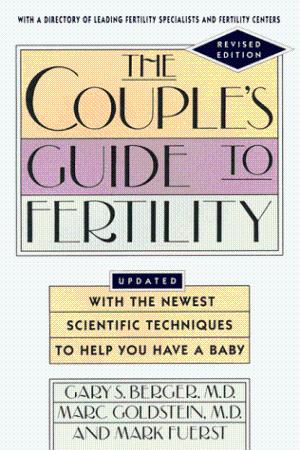 WITH A DIRECTORY OF LEADING FERTILITY SPECIALISTS AND FERTILITY CENTERS
REVISED
EDITION
THE
COUPLE'S
GUIDE TO
FERTILITY
UPDATED
WITH THE NEWEST
SCIENTIFIC TECHNIQUES
TO HELP YOU HAVE A BABY
GARY S. BERGER, M.D.
MARC GOLDSTEIN, M.D.
AND MARK FUERST